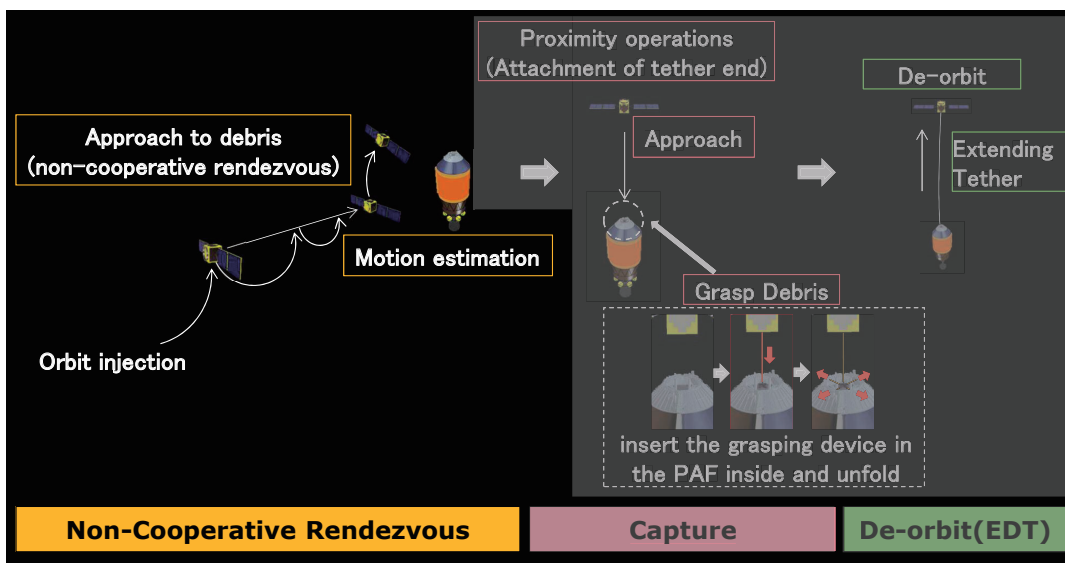 Proximity operations
(Attachment of tether end)
De-orbit
Approach to debris
(non-cooperative rendezvous)
Approach
Extending
Tether
Motion estimation
Grasp Debris
Orbit injection
insert the grasping device in
the PAF inside and unfold
Non-Cooperative Rendezvous
Capture
De-orbit(EDT)